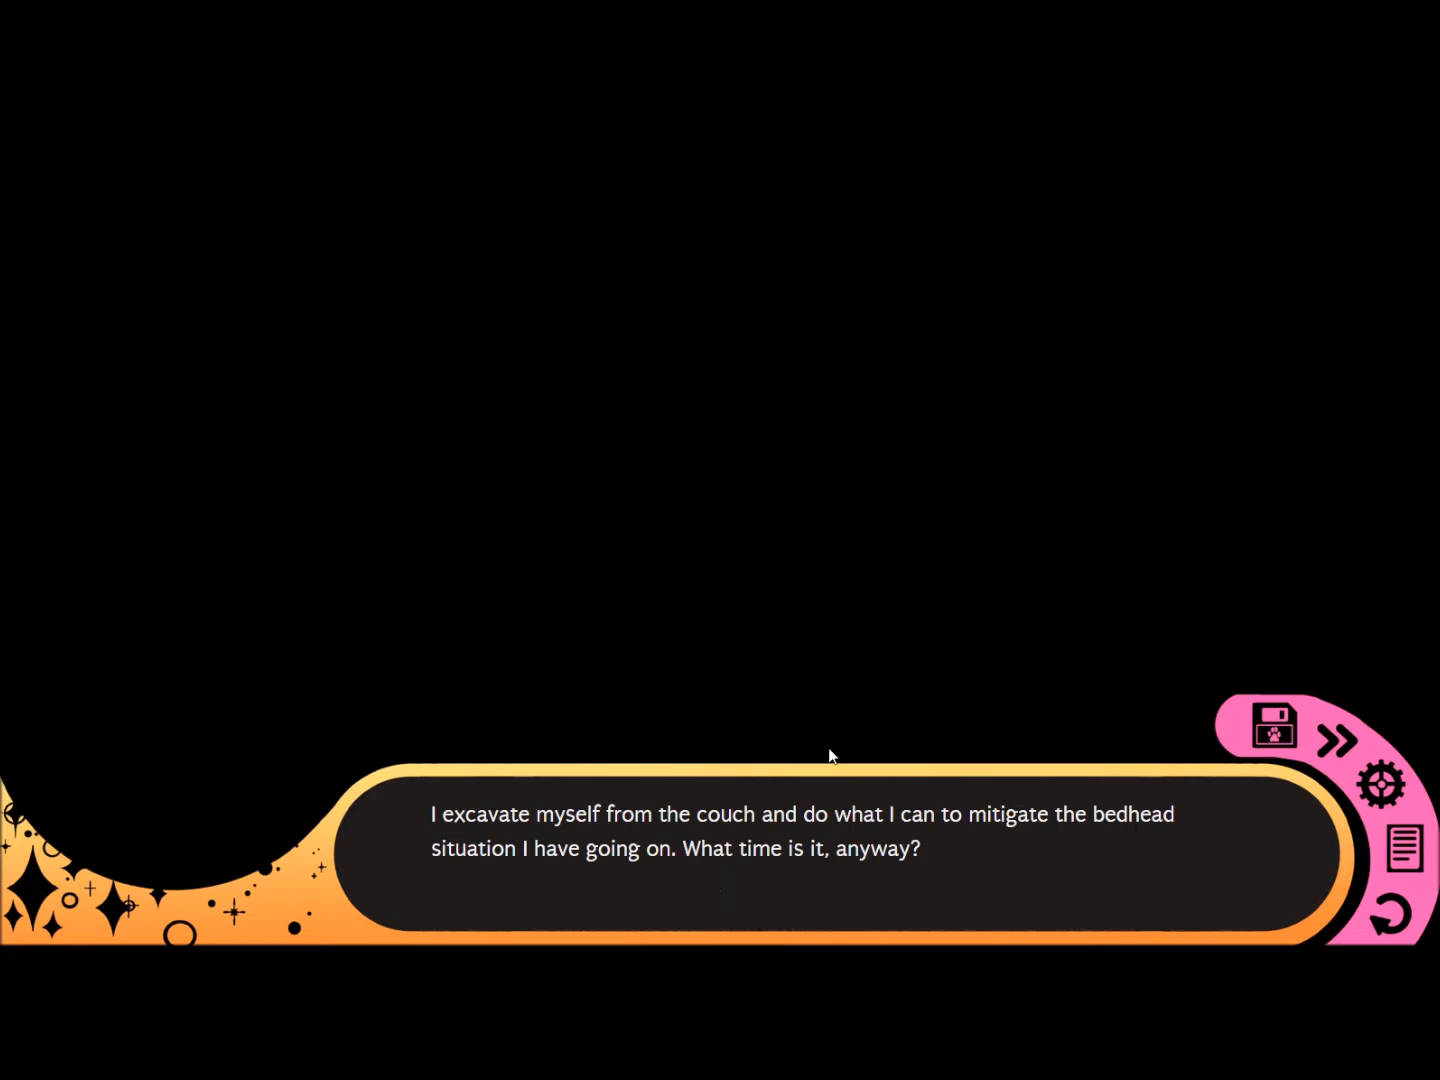 I excavate myself from the couch and do what I can to mitigate the bedhead
situation I have going on. What time is it, anyway?